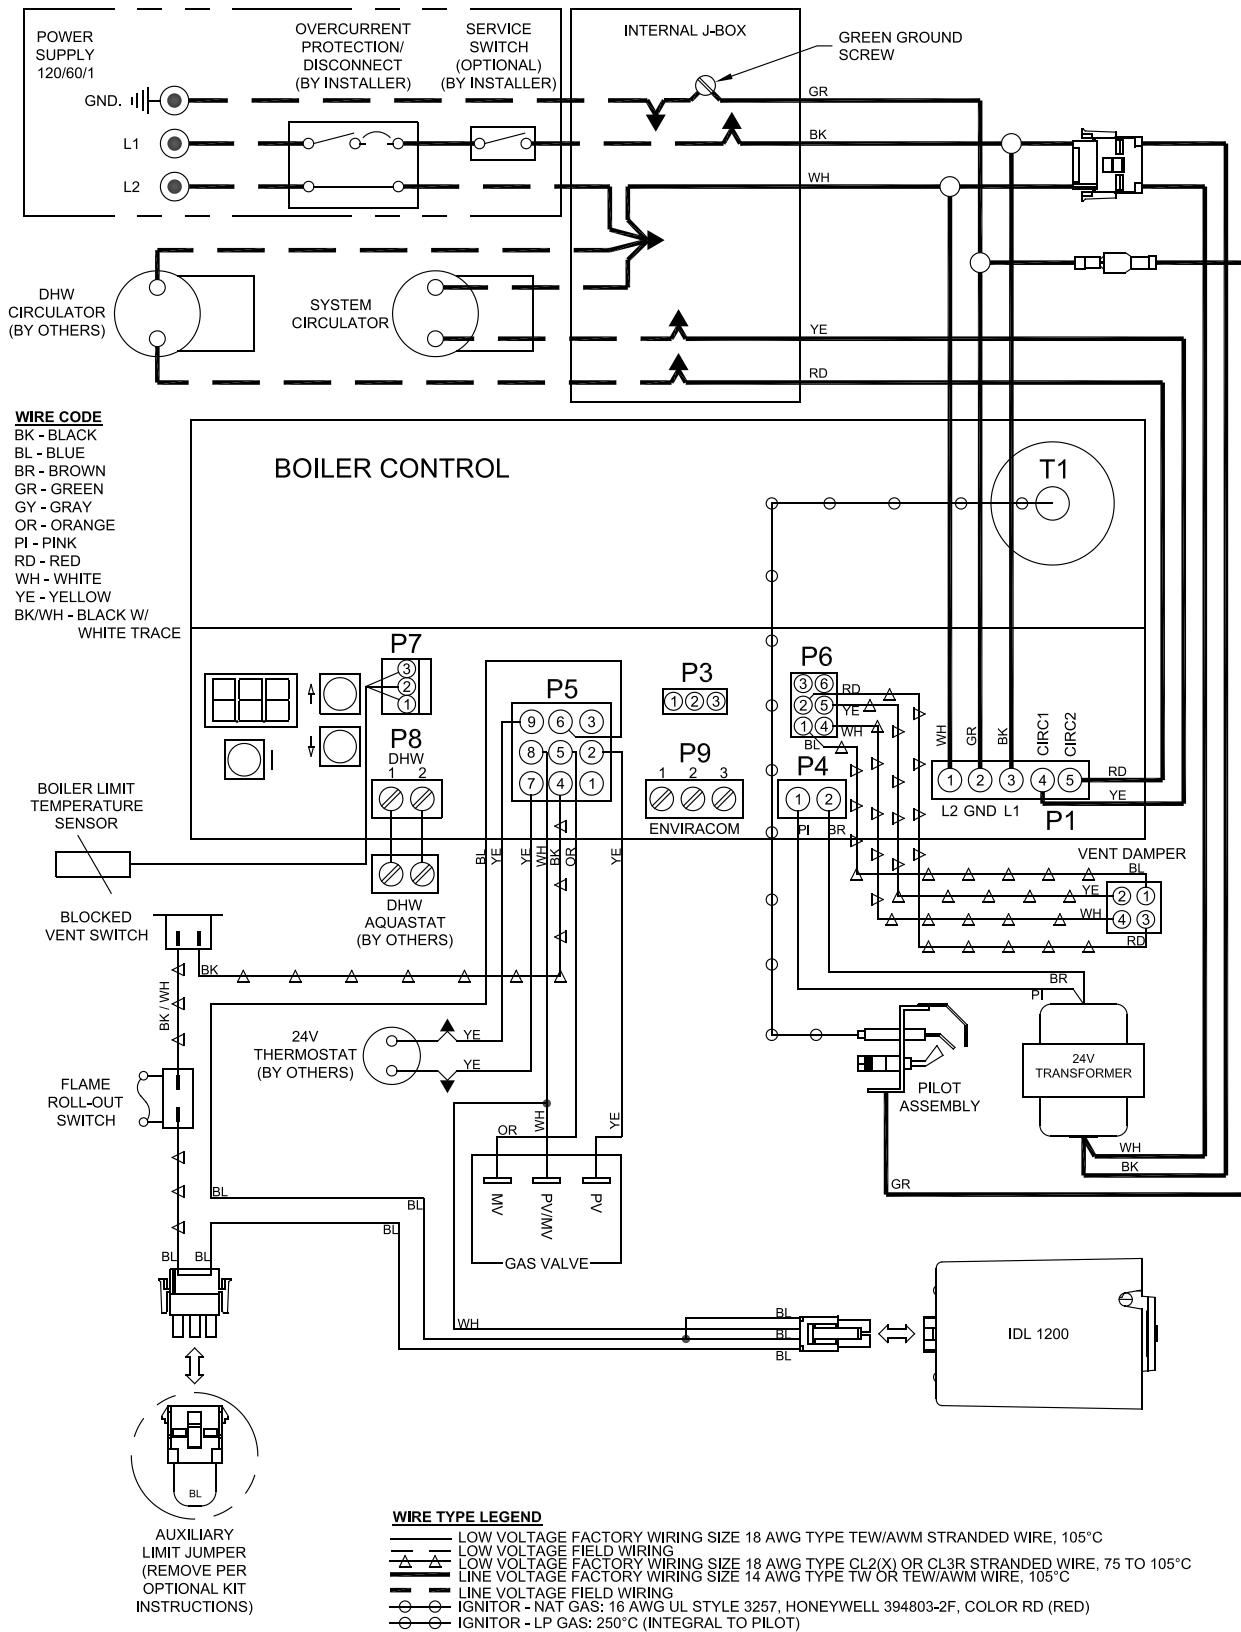 POWER
SUPPLY
120/60/1
OVERCURRENT
PROTECTION/
DISCONNECT
(BY INSTALLER)
SERVICE
SWITCH
(OPTIONAL)
(BY INSTALLER)
INTERNAL J-BOX
GREEN GROUND
SCREW
GND.
GR
L1
BK
L2
WH
DHW
CIRCULATOR
(BY OTHERS)
SYSTEM
CIRCULATOR
YE
RD
WIRE CODE
BK - BLACK
BL - BLUE
BR - BROWN
GR - GREEN
GY - GRAY
OR - ORANGE
PI - PINK
RD - RED
WH - WHITE
YE - YELLOW
BK/WH - BLACK W/
WHITE TRACE
BOILER CONTROL
T1
P7
3
2
1
P8
DHW
1 2
P5
9 6 3
8 5 2
7 4 1
P3
1 2 3
P9
1 2 3
ENVIRACOM
P6
3 6
2 5
1 4
RD
YE
WH
BL
P4
1 2
PI BR
WH
GR
BK
CIRC1
CIRC2
1 2 3 4 5
RD
YE
L2 GND L1
P1
BOILER LIMIT
TEMPERATURE
SENSOR
DHW
AQUASTAT
(BY OTHERS)
BL
YE
YE
WH
BK
OR
YE
VENT DAMPER
BL
YE 2 1
WH 4 3
RD
BLOCKED
VENT SWITCH
BK
BK / WH
BR
PI
24V
THERMOSTAT
(BY OTHERS)
YE
YE
24V
TRANSFORMER
FLAME
ROLL-OUT
SWITCH
PILOT
ASSEMBLY
OR
WH
YE
WH
BK
GR
MV
PV/MV
PV
GAS VALVE
BL
BL
BL BL
WH
BL
BL
BL
IDL 1200
BL
AUXILIARY
LIMIT JUMPER
(REMOVE PER
OPTIONAL KIT
INSTRUCTIONS)
WIRE TYPE LEGEND
LOW VOLTAGE FACTORY WIRING SIZE 18 AWG TYPE TEW/AWM STRANDED WIRE, 105°C
LOW VOLTAGE FIELD WIRING
LOW VOLTAGE FACTORY WIRING SIZE 18 AWG TYPE CL2(X) OR CL3R STRANDED WIRE, 75 TO 105°C
LINE VOLTAGE FACTORY WIRING SIZE 14 AWG TYPE TW OR TEW/AWM WIRE, 105°C
LINE VOLTAGE FIELD WIRING
IGNITOR - NAT GAS: 16 AWG UL STYLE 3257, HONEYWELL 394803-2F, COLOR RD (RED)
IGNITOR - LP GAS: 250°C (INTEGRAL TO PILOT)